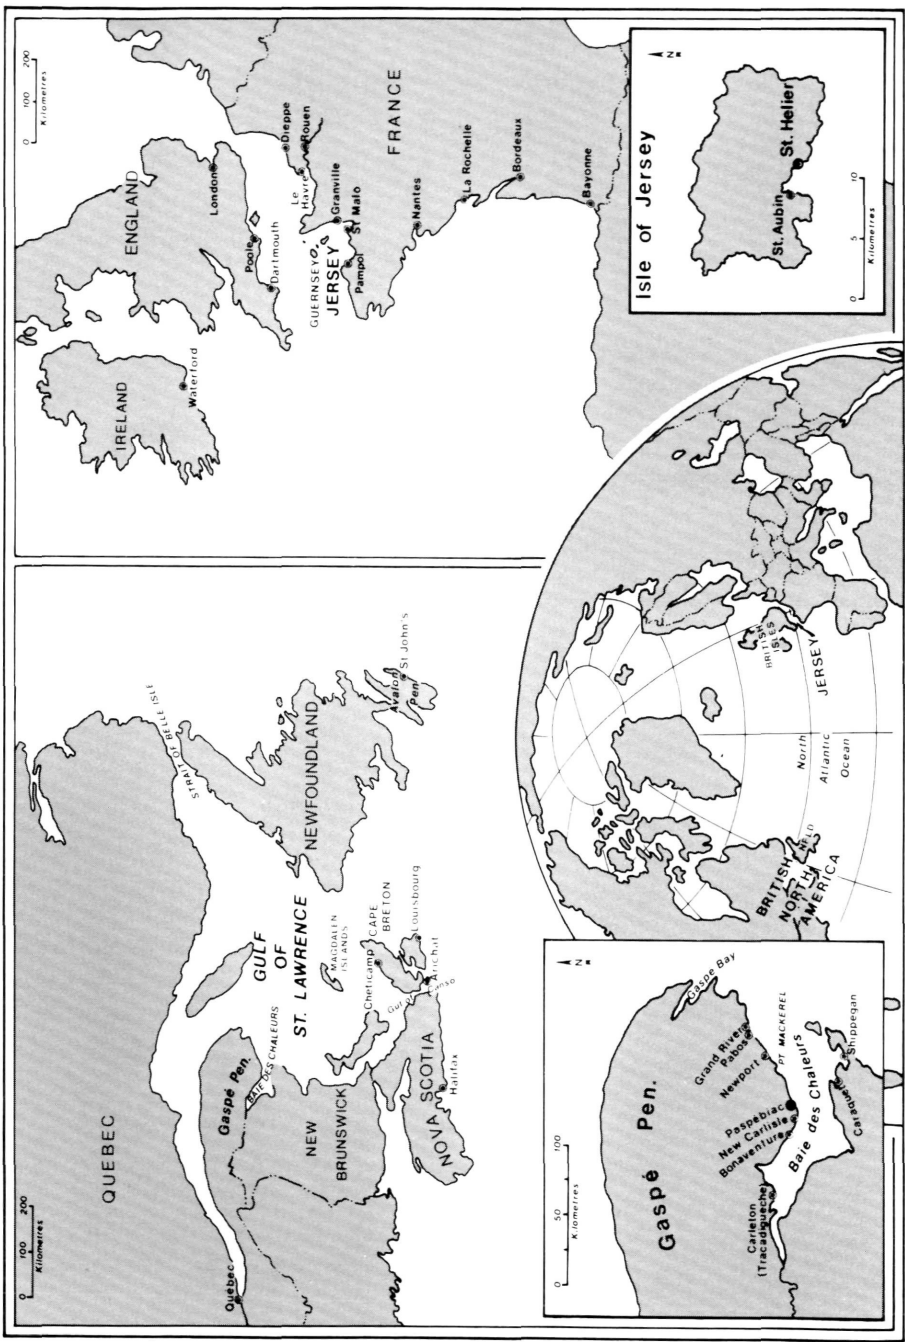 0 100 200
Kilometres
QUEBEC
Quebec
Gaspé Pen.
BAIE DES CHALEURS
NEW
BRUNSWICK
NOVA SCOTIA
Halifax
GULF
OF
ST. LAWRENCE
MAGDALEN
ISLANDS
Cheticamp
CAPE
BRETON
Louisbourg
Arichat
STRAIT OF BELLE ISLE
NEWFOUNDLAND
Avalon
Pen.
St. John's
0 100 200
Kilometres
IRELAND
Waterford
ENGLAND
London
Poole
Dartmouth
GUERNSEY
JERSEY
Dieppe
Rouen
Le
Havre
Granville
St Malo
Pampol
FRANCE
Nantes
La Rochelle
Bordeaux
Bayonne
0 50 100
Kilometres
N
Gaspé Pen.
Gaspe Bay
Grand River
Pabos
Newport
PT. MACKEREL
Paspebiac
New Carlisle
Bonaventure
Carleton
(Tracadigueche)
Baie des Chaleurs
Caraquet
Shippegan
BRITISH
NORTH
AMERICA
NFLD
North
Atlantic
Ocean
BRITISH
ISLES
JERSEY
Isle of Jersey
N
St. Aubin
St. Helier
0 5 10
Kilometres